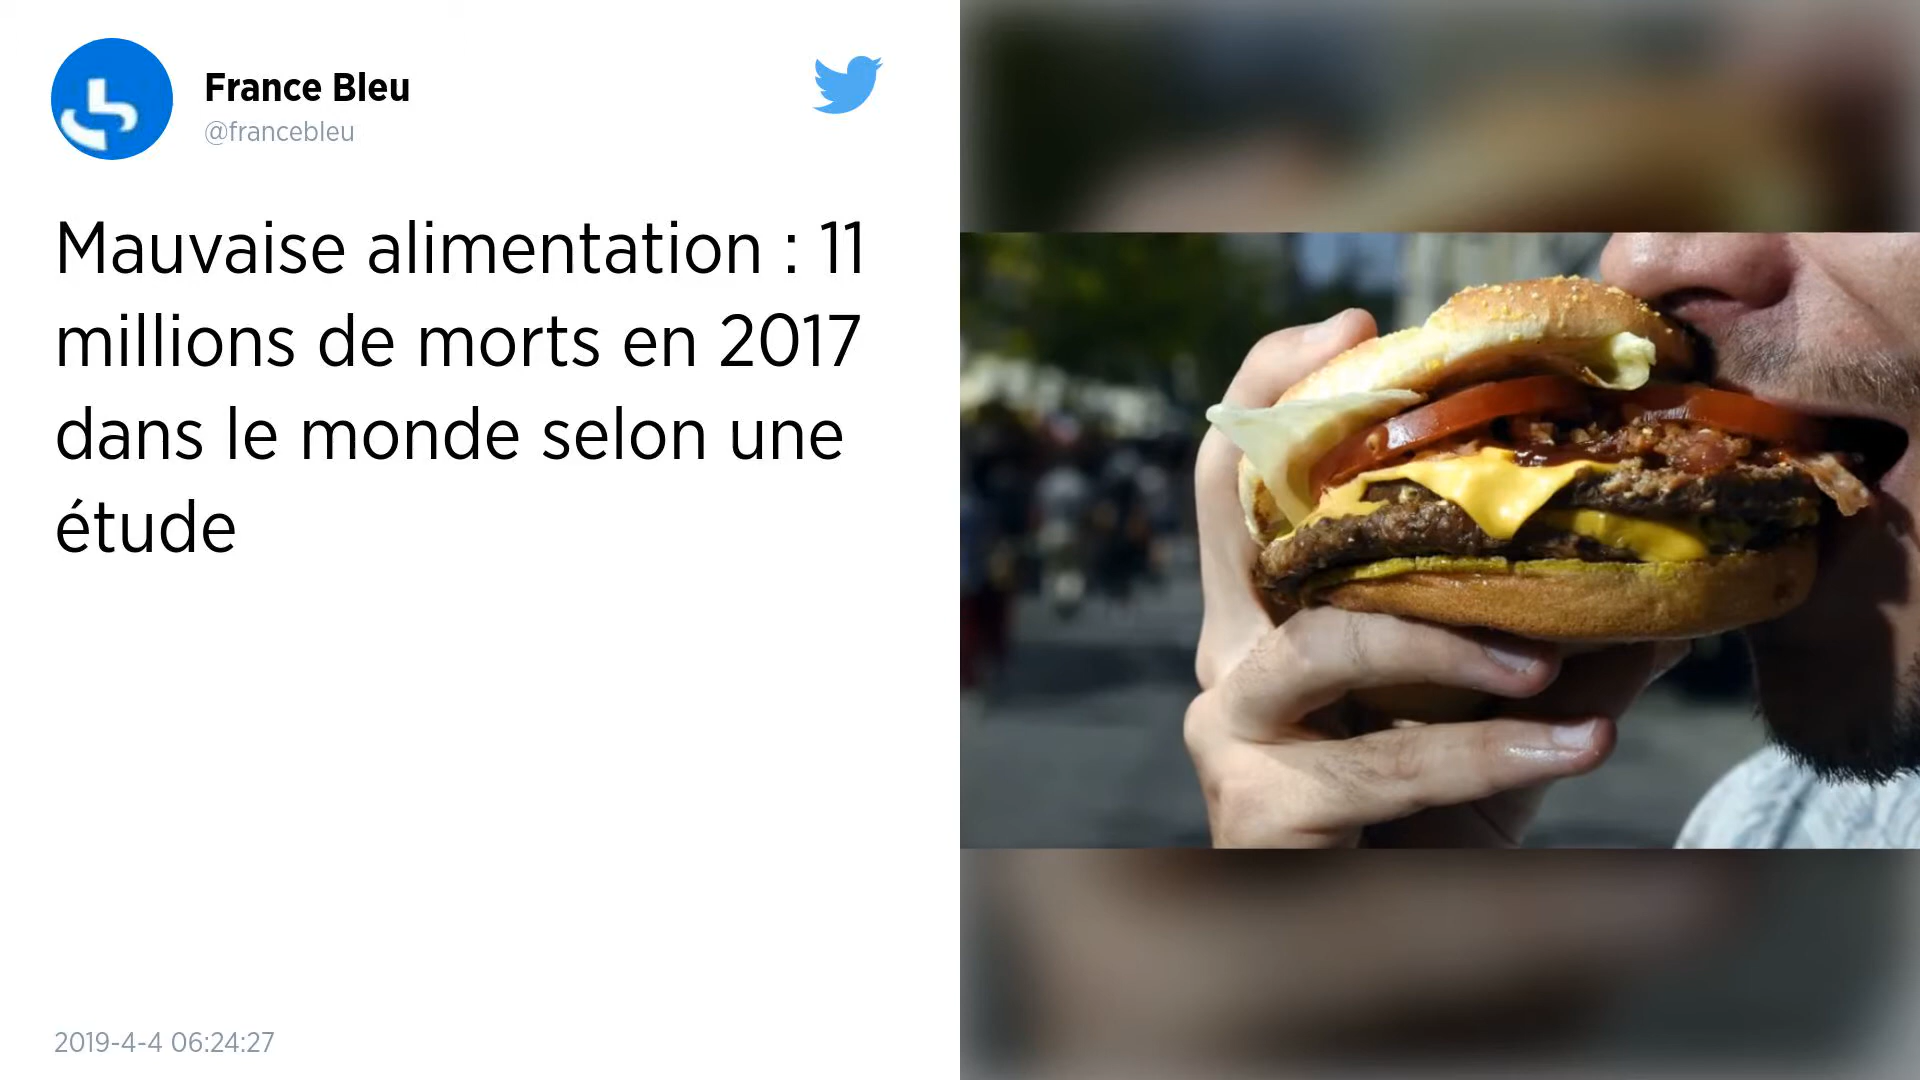 France Bleu
@francebleu
Mauvaise alimentation : 11
millions de morts en 2017
dans le monde selon une
étude
2019-4-4 06:24:27